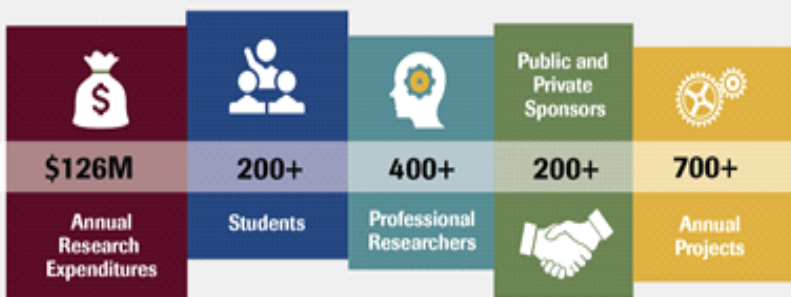 $
$126M
Annual
Research
Expenditures
200+
Students
400+
Professional
Researchers
Public and
Private
Sponsors
200+
700+
Annual
Projects